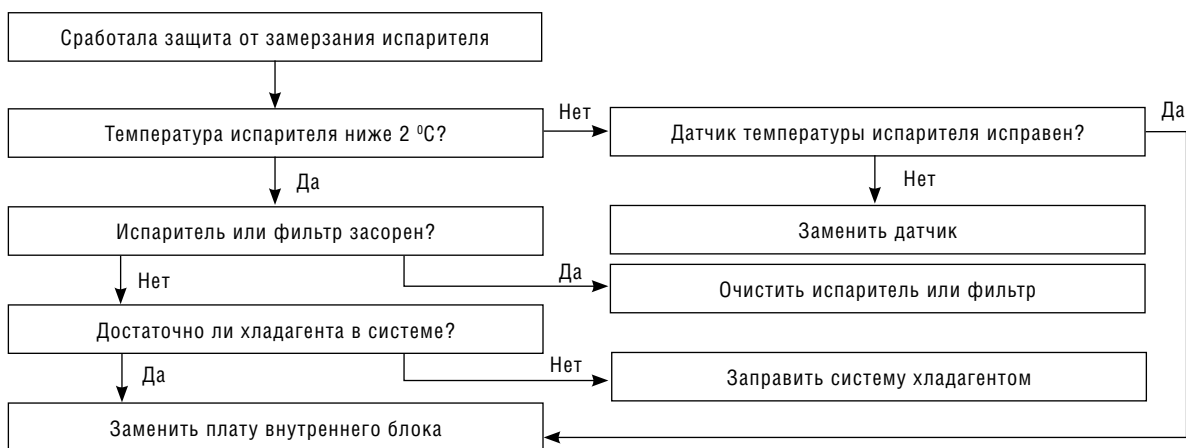 Сработала защита от замерзания испарителя
Температура испарителя ниже 2 ⁰С?
Нет
Датчик температуры испарителя исправен?
Да
Да
Нет
Испаритель или фильтр засорен?
Заменить датчик
Нет
Да
Очистить испаритель или фильтр
Достаточно ли хладагента в системе?
Да
Нет
Заправить систему хладагентом
Заменить плату внутреннего блока